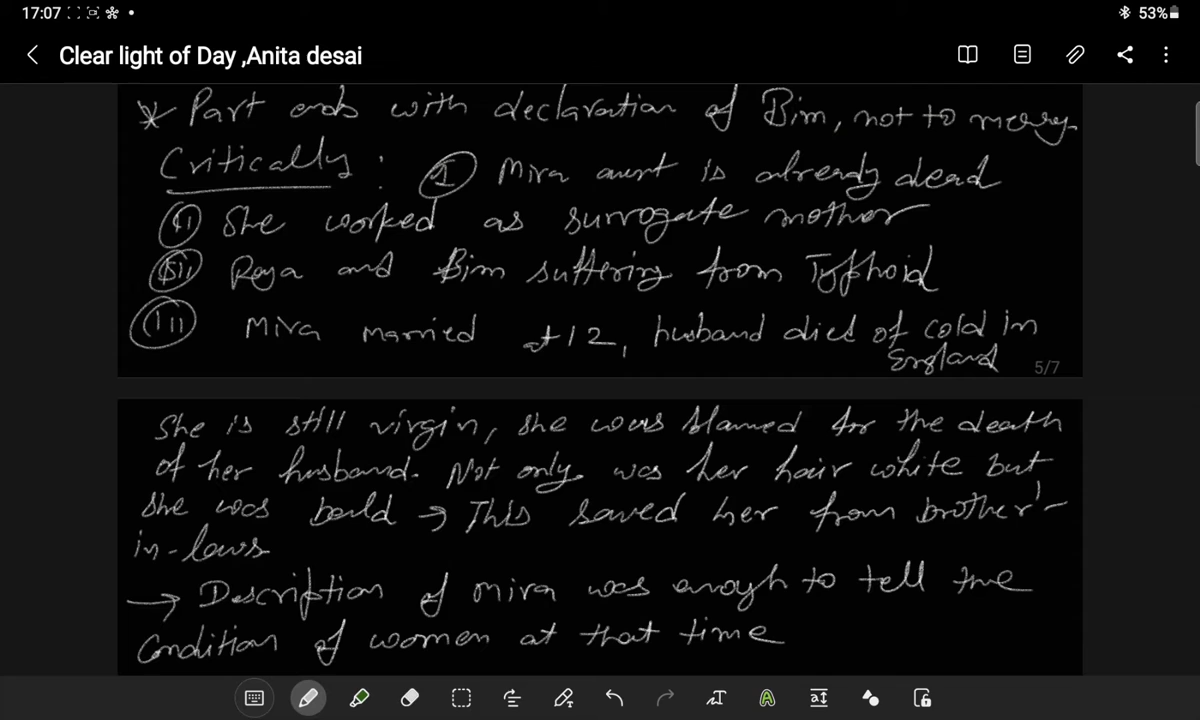 17:07
53%
Clear light of Day ,Anita desai
* Part ends with declaration of Bim, not to merry.
Critically : I Mira aunt is already dead
II She worked as surrogate mother
III Raja and Bim suffering from Typhoid
III Mira married at 12, husband died of cold in
England
5/7
She is still virgin, she was blamed for the death
of her husband. Not only was her hair white but
she was bald → This saved her from brother-
in-laws
→ Description of Mira was enough to tell the
Condition of women at that time